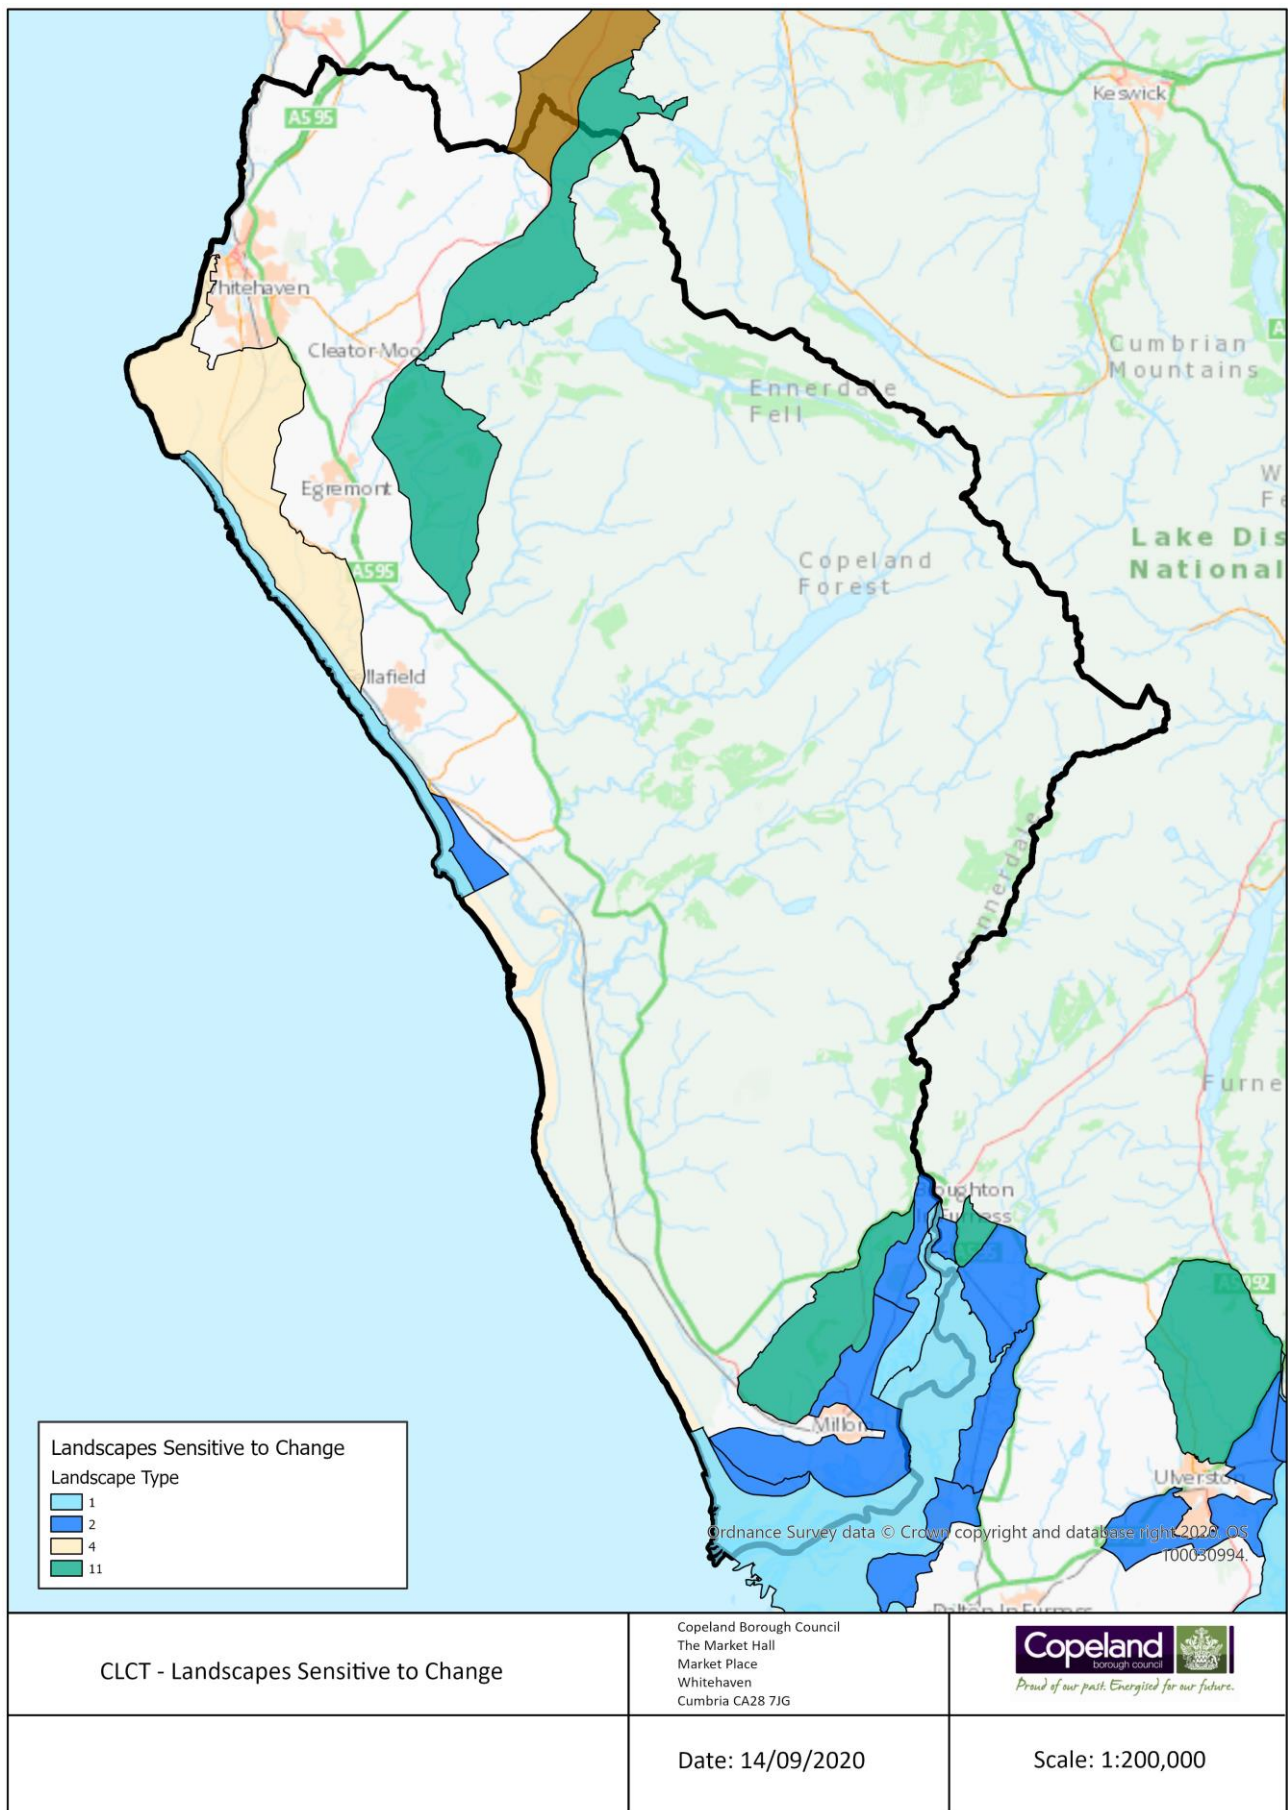 Keswick
A595
Whitehaven
Cumbrian
Mountains
Cleator Moo
Ennerdale
Fell
Egremont
Lake Dis
National
Copeland
Forest
A595
llafield
Furne
oughton
A5092
Millom
Ulverston
Ordnance Survey data © Crown copyright and database right 2020. OS
100030994.
Landscapes Sensitive to Change
Landscape Type
1
2
4
11
CLCT - Landscapes Sensitive to Change
Copeland Borough Council
The Market Hall
Market Place
Whitehaven
Cumbria CA28 7JG
Copeland
borough council
Proud of our past. Energised for our future.
Date: 14/09/2020
Scale: 1:200,000